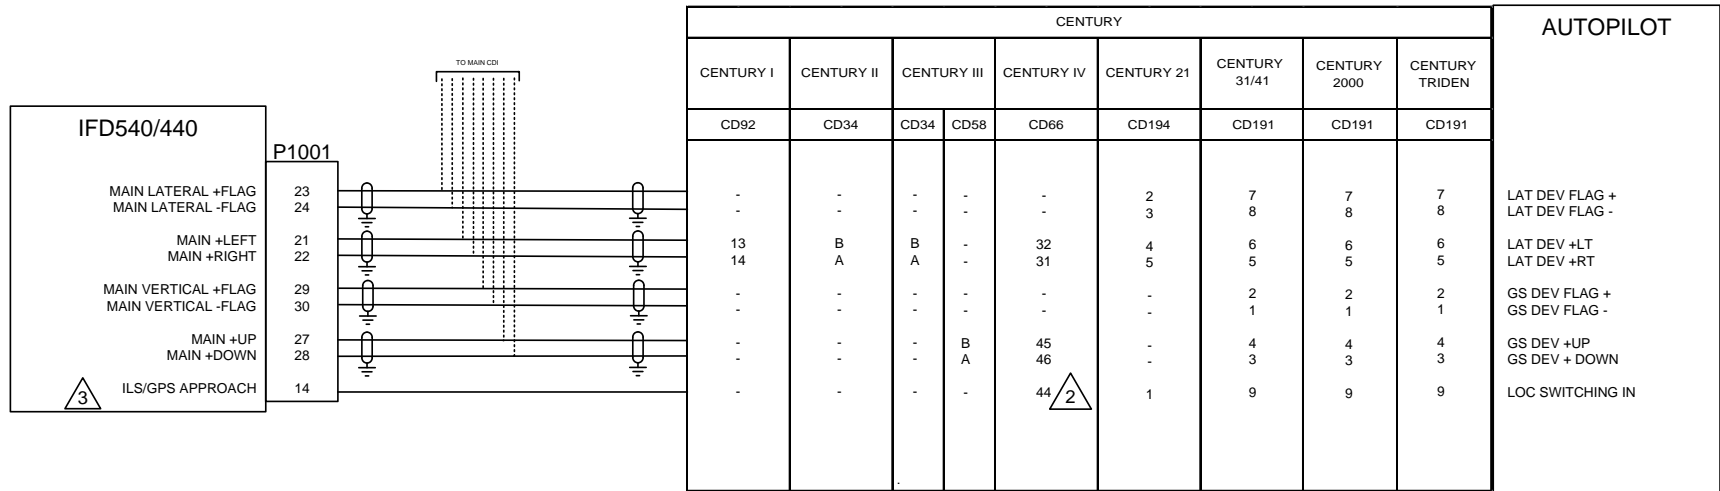 CENTURY
AUTOPILOT
TO MAIN CDI
CENTURY I CENTURY II CENTURY III CENTURY IV CENTURY 21 CENTURY 31/41 CENTURY 2000 CENTURY TRIDEN
IFD540/440
CD92 CD34 CD34 CD58 CD66 CD194 CD191 CD191 CD191
P1001
MAIN LATERAL +FLAG 23 - - - - - 2 7 7 7 LAT DEV FLAG +
MAIN LATERAL -FLAG 24 - - - - - 3 8 8 8 LAT DEV FLAG -
MAIN +LEFT 21 13 B B - 32 4 6 6 6 LAT DEV +LT
MAIN +RIGHT 22 14 A A - 31 5 5 5 5 LAT DEV +RT
MAIN VERTICAL +FLAG 29 - - - - - - 2 2 2 GS DEV FLAG +
MAIN VERTICAL -FLAG 30 - - - - - - 1 1 1 GS DEV FLAG -
MAIN +UP 27 - - - B 45 - 4 4 4 GS DEV +UP
MAIN +DOWN 28 - - - A 46 - 3 3 3 GS DEV + DOWN
3 ILS/GPS APPROACH 14 - - - - 44 2 1 9 9 9 LOC SWITCHING IN
.